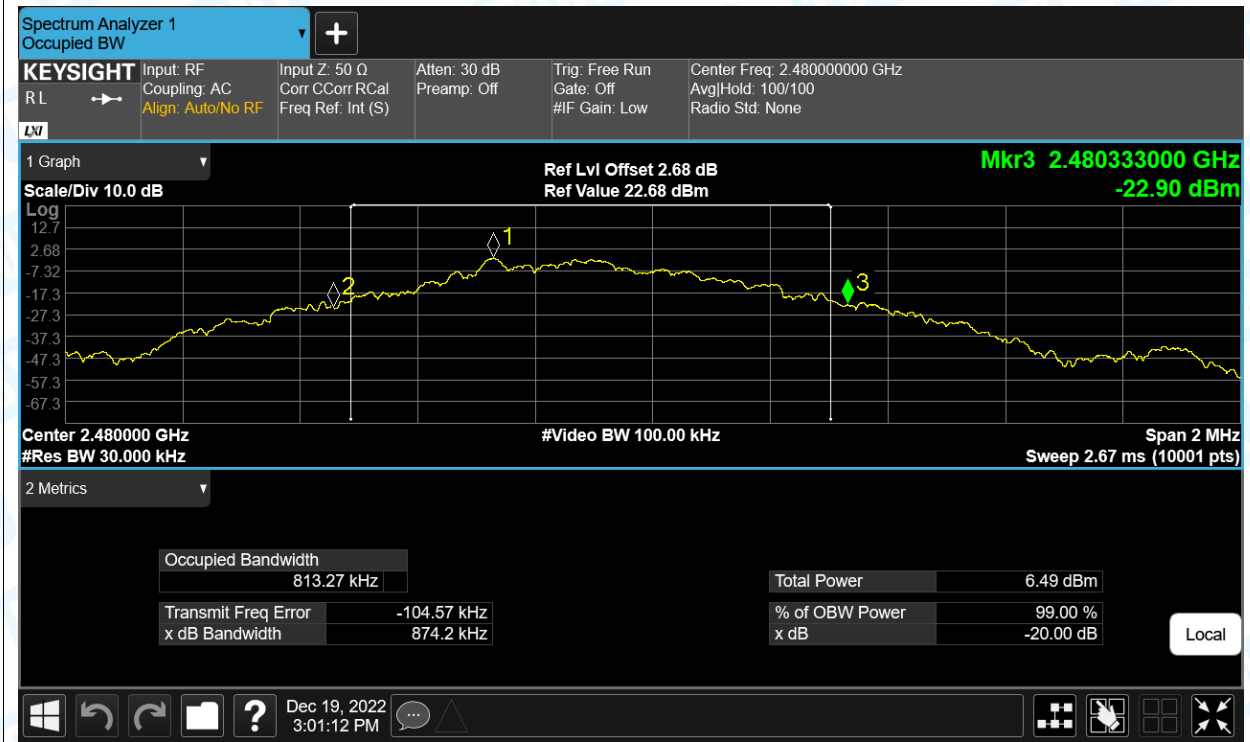 Spectrum Analyzer 1
Occupied BW
KEYSIGHT
R L
LXI
Input: RF
Coupling: AC
Align: Auto/No RF
Input Z: 50 Ω
Corr CCorr RCal
Freq Ref: Int (S)
Atten: 30 dB
Preamp: Off
Trig: Free Run
Gate: Off
#IF Gain: Low
Center Freq: 2.480000000 GHz
Avg|Hold: 100/100
Radio Std: None
1 Graph
Scale/Div 10.0 dB
Ref Lvl Offset 2.68 dB
Ref Value 22.68 dBm
Mkr3 2.480333000 GHz
-22.90 dBm
Log
12.7
2.68
-7.32
-17.3
-27.3
-37.3
-47.3
-57.3
-67.3
1
2
3
Center 2.480000 GHz
#Res BW 30.000 kHz
#Video BW 100.00 kHz
Span 2 MHz
Sweep 2.67 ms (10001 pts)
2 Metrics
Occupied Bandwidth
813.27 kHz
Transmit Freq Error -104.57 kHz
x dB Bandwidth 874.2 kHz
Total Power 6.49 dBm
% of OBW Power 99.00 %
x dB -20.00 dB
Local
?
Dec 19, 2022
3:01:12 PM